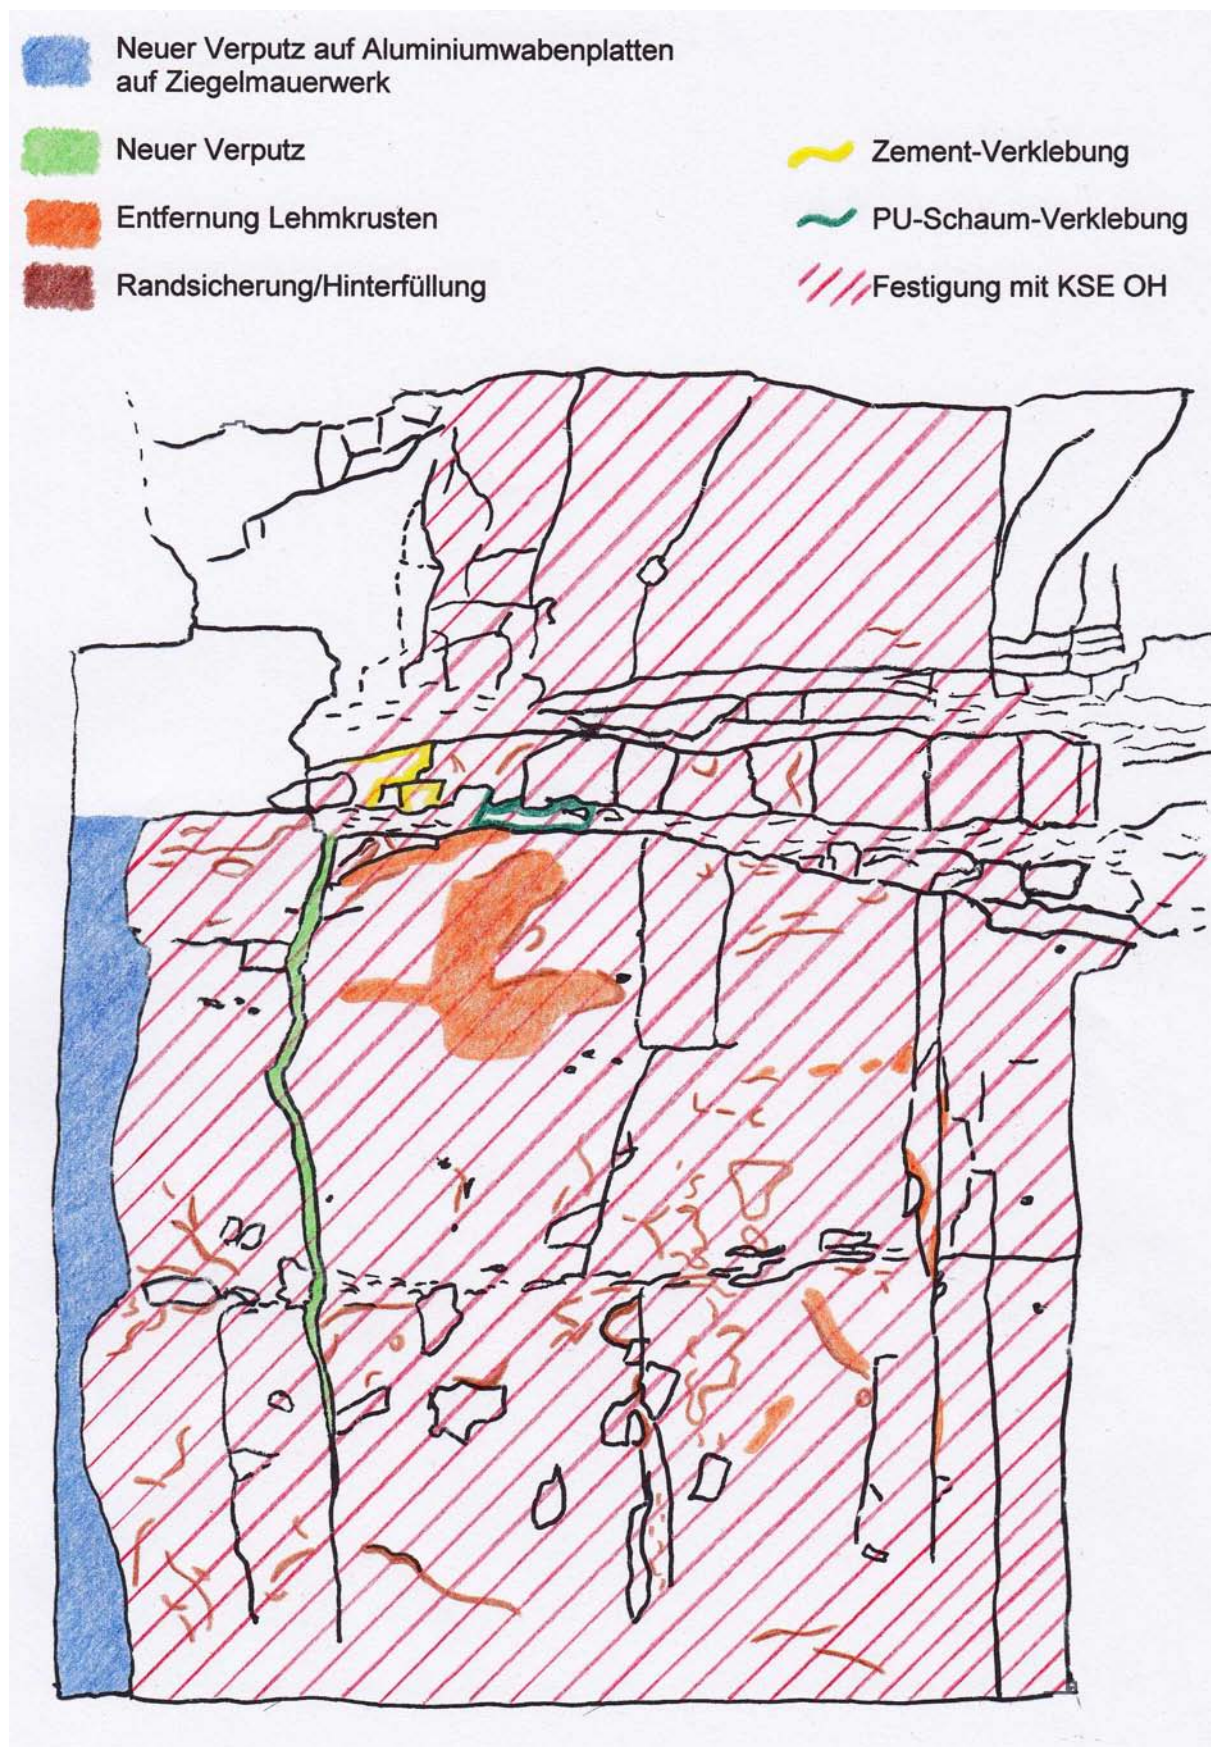 Neuer Verputz auf Aluminiumwabenplatten
auf Ziegelmauerwerk
Neuer Verputz
Entfernung Lehmkrusten
Randsicherung/Hinterfüllung
Zement-Verklebung
PU-Schaum-Verklebung
Festigung mit KSE OH